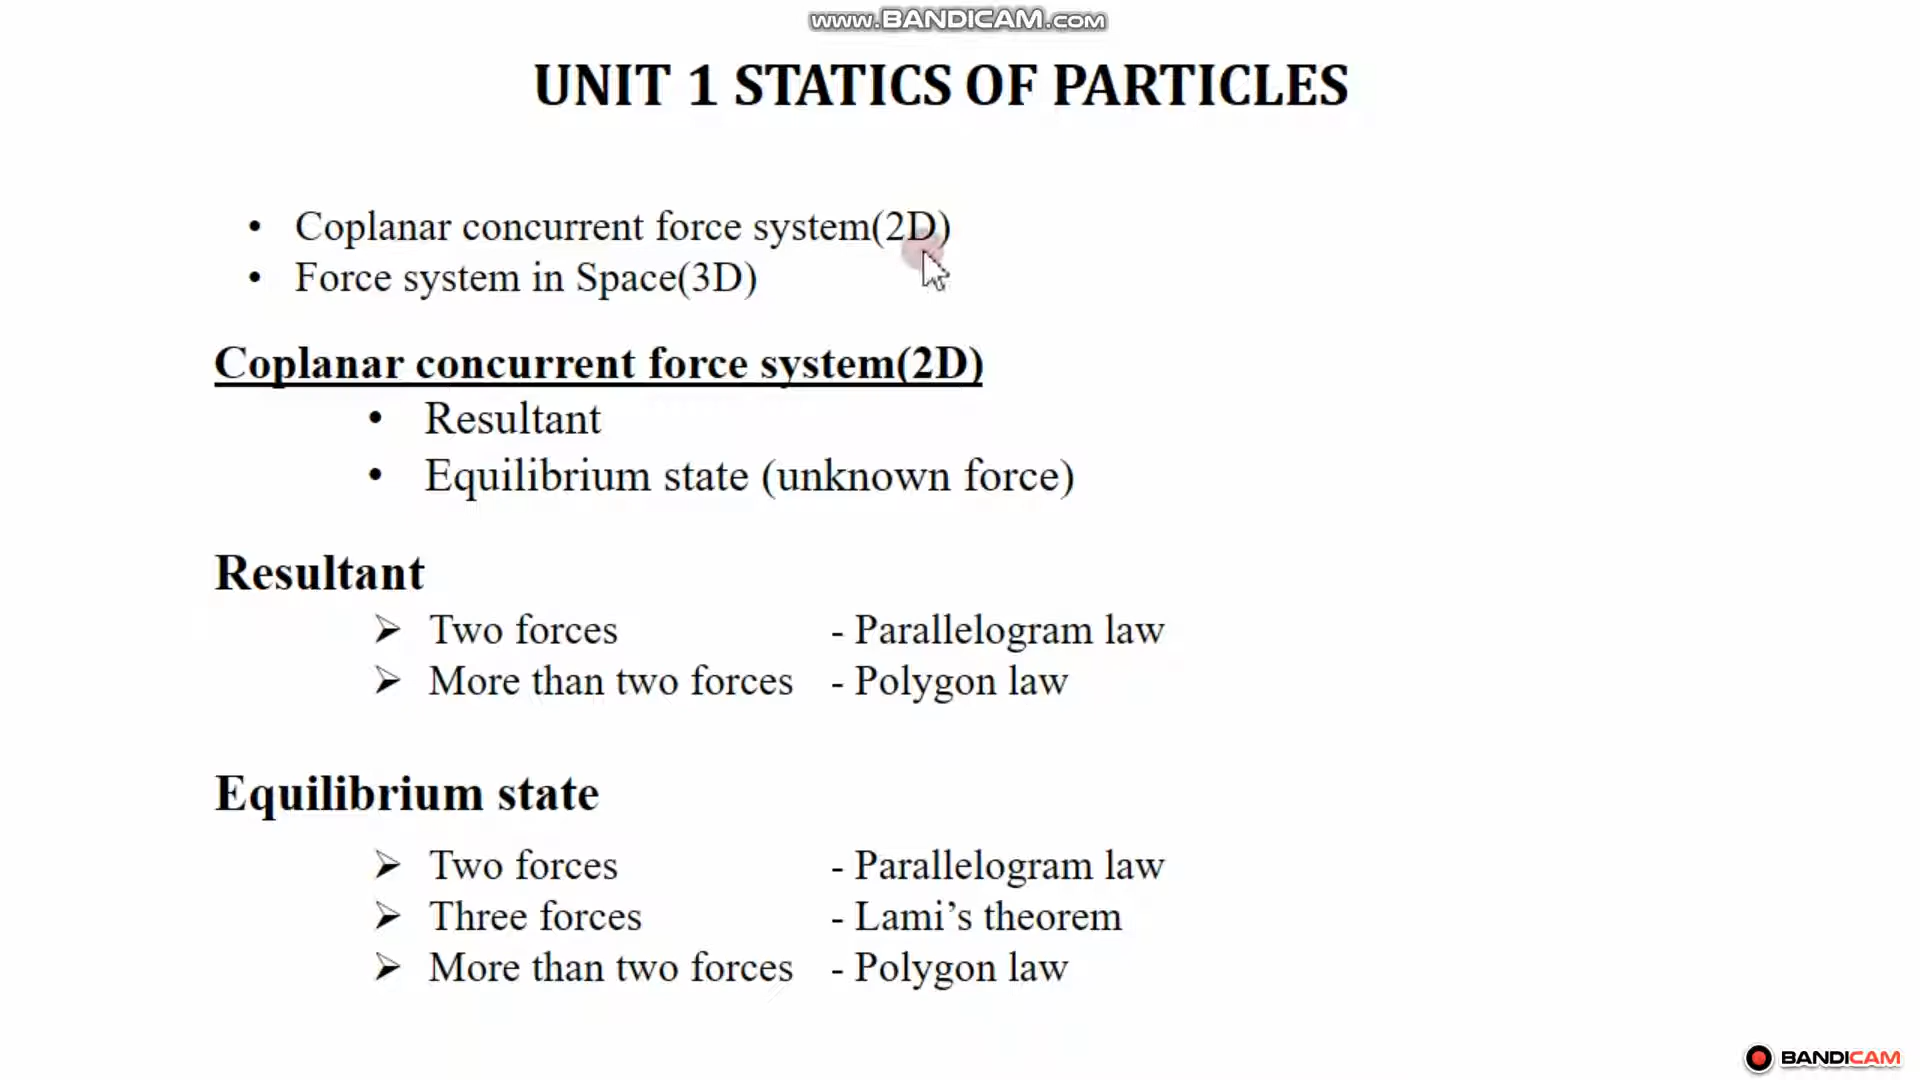 www.BANDICAM.com
UNIT 1 STATICS OF PARTICLES
• Coplanar concurrent force system(2D)
• Force system in Space(3D)
Coplanar concurrent force system(2D)
• Resultant
• Equilibrium state (unknown force)
Resultant
➢ Two forces - Parallelogram law
➢ More than two forces - Polygon law
Equilibrium state
➢ Two forces - Parallelogram law
➢ Three forces - Lami’s theorem
➢ More than two forces - Polygon law
BANDICAM